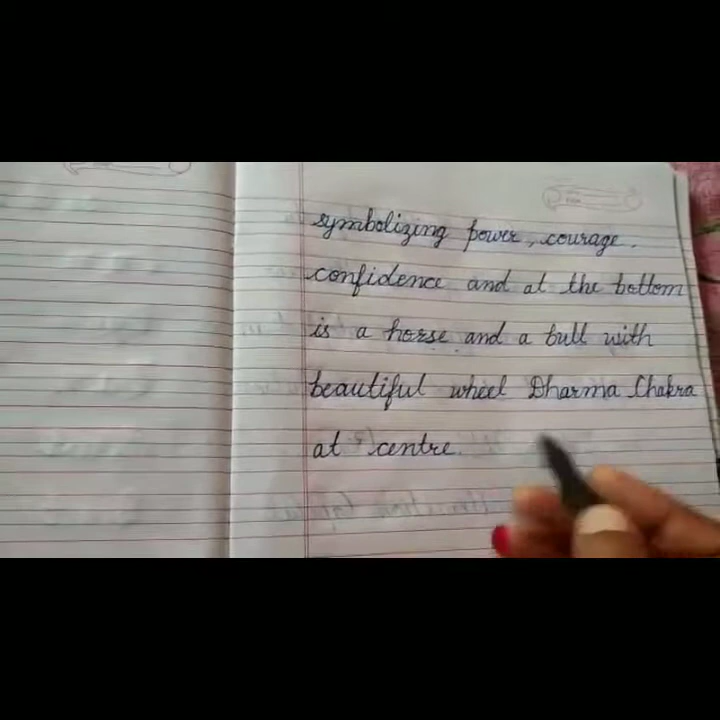 symbolizing power, courage,
confidence and at the bottom
is a horse and a bull with
beautiful wheel Dharma Chakra
at centre.